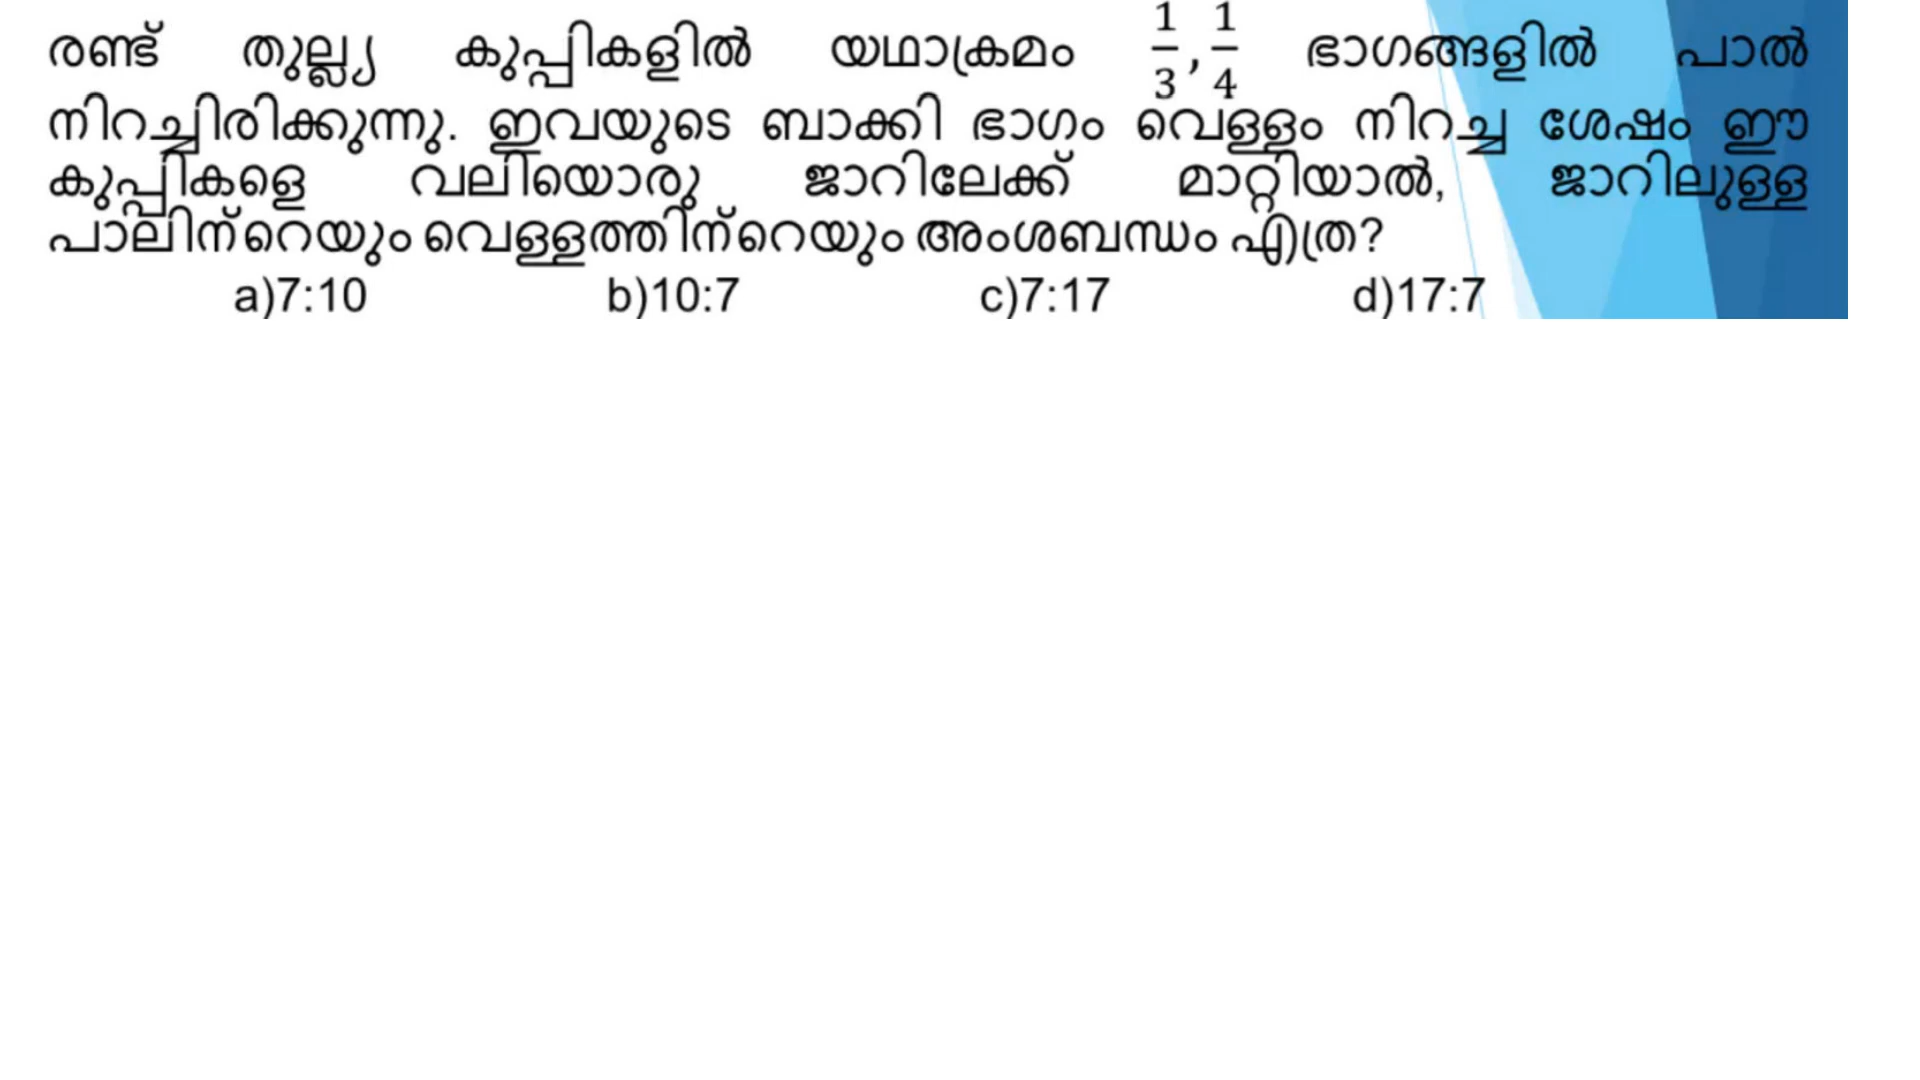 രണ്ട് തുല്ല്യ കുപ്പികളിൽ യഥാക്രമം 1/3, 1/4 ഭാഗങ്ങളിൽ പാൽ
നിറച്ചിരിക്കുന്നു. ഇവയുടെ ബാക്കി ഭാഗം വെള്ളം നിറച്ച ശേഷം ഈ
കുപ്പികളെ വലിയൊരു ജാറിലേക്ക് മാറ്റിയാൽ, ജാറിലുള്ള
പാലിന്റെയും വെള്ളത്തിന്റെയും അംശബന്ധം എത്ര?
a)7:10 b)10:7 c)7:17 d)17:7